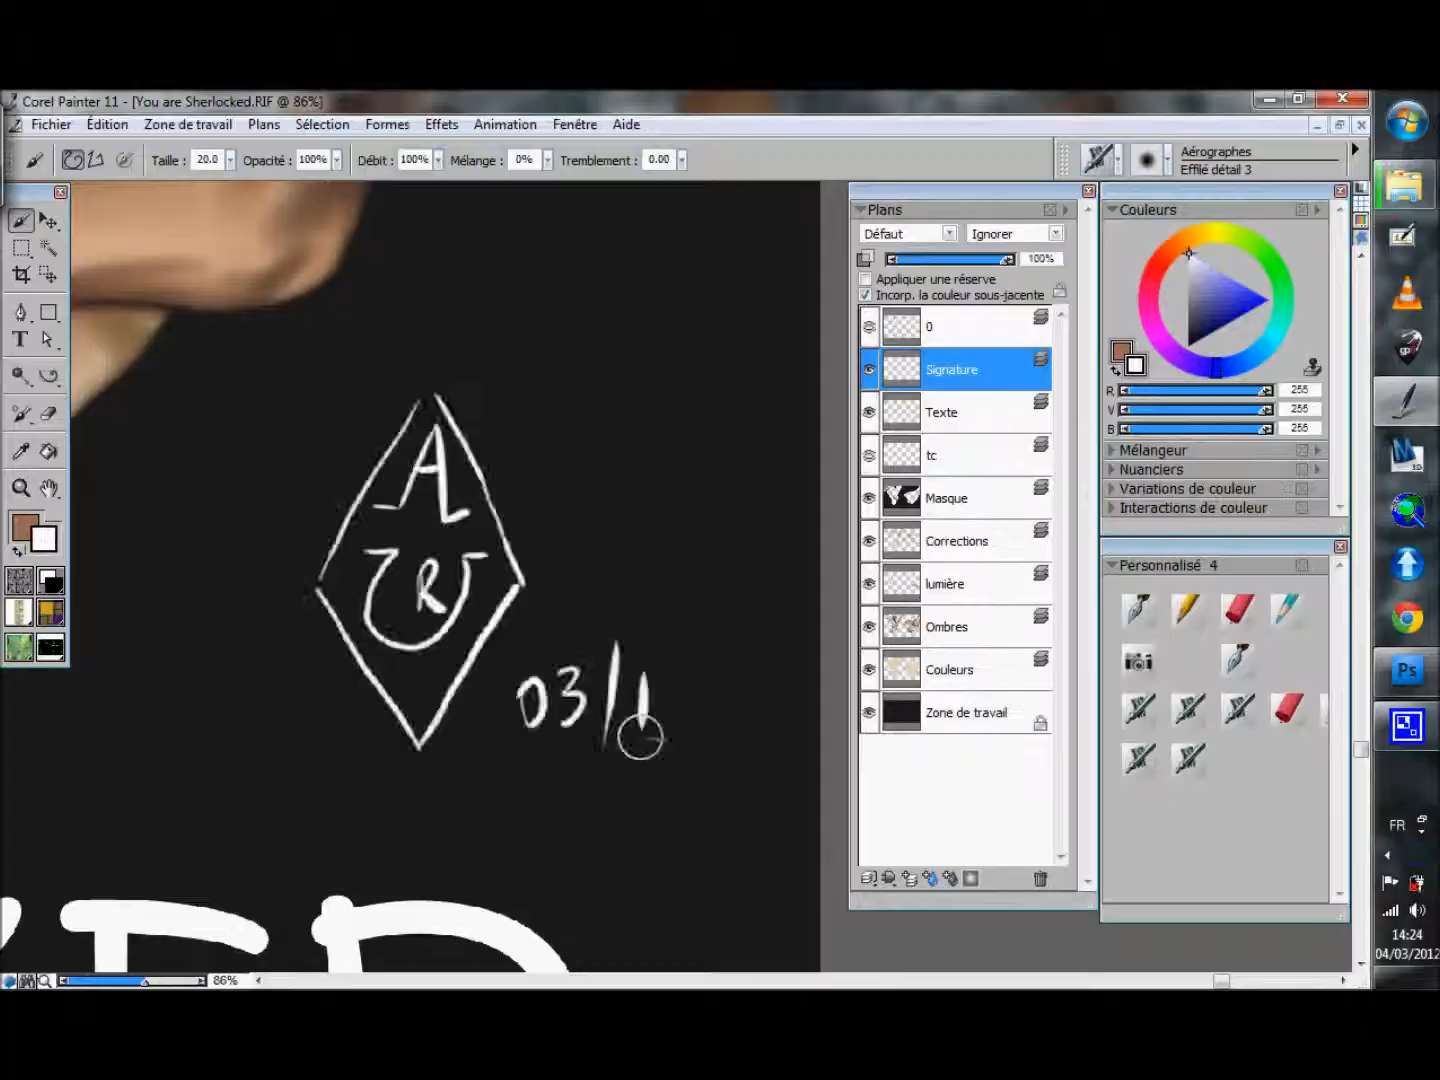 Corel Painter 11 - [You are Sherlocked.RIF @ 86%]
Fichier Édition Zone de travail Plans Sélection Formes Effets Animation Fenêtre Aide
Taille : 20.0 Opacité : 100% Débit : 100% Mélange : 0% Tremblement : 0.00
Aérographes
Effilé détail 3
Plans
Défaut Ignorer
100%
Appliquer une réserve
Incorp. la couleur sous-jacente
0
Signature
Texte
tc
Masque
Corrections
lumière
Ombres
Couleurs
Zone de travail
Couleurs
R 255
V 255
B 255
Mélangeur
Nuanciers
Variations de couleur
Interactions de couleur
Personnalisé 4
A
R
03/1
86%
Ps
3D
gp
FR
14:24
04/03/2012